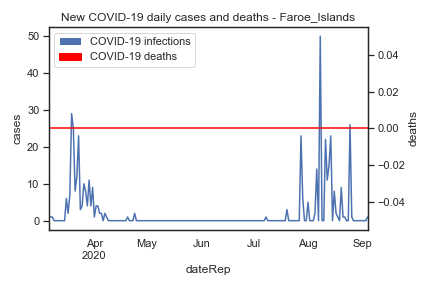 New COVID-19 daily cases and deaths - Faroe_Islands
COVID-19 infections
COVID-19 deaths
50
40
30
20
10
0
cases
0.04
0.02
0.00
−0.02
−0.04
deaths
Apr May Jun Jul Aug Sep
2020
dateRep